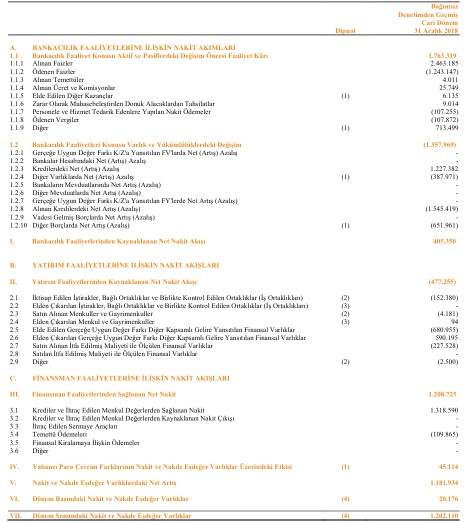 Bağımsız
Denetimden Geçmiş
Cari Dönem
Dipnot 31 Aralık 2018
A. BANKACILIK FAALİYETLERİNE İLİŞKİN NAKİT AKIMLARI
1.1 Bankacılık Faaliyet Konusu Aktif ve Pasiflerdeki Değişim Öncesi Faaliyet Kârı 1.763.319
1.1.1 Alınan Faizler 2.463.185
1.1.2 Ödenen Faizler (1.243.147)
1.1.3 Alınan Temettüler 4.011
1.1.4 Alınan Ücret ve Komisyonlar 25.749
1.1.5 Elde Edilen Diğer Kazançlar (1) 6.135
1.1.6 Zarar Olarak Muhasebeleştirilen Donuk Alacaklardan Tahsilatlar 9.014
1.1.7 Personele ve Hizmet Tedarik Edenlere Yapılan Nakit Ödemeler (107.255)
1.1.8 Ödenen Vergiler (107.872)
1.1.9 Diğer (1) 713.499
1.2 Bankacılık Faaliyetleri Konusu Varlık ve Yükümlülüklerdeki Değişim (1.357.969)
1.2.1 Gerçeğe Uygun Değer Farkı K/Z'a Yansıtılan FV'larda Net (Artış) Azalış -
1.2.2 Bankalar Hesabındaki Net (Artış) Azalış -
1.2.3 Kredilerdeki Net (Artış) Azalış 1.227.382
1.2.4 Diğer Varlıklarda Net (Artış) Azalış (1) (387.971)
1.2.5 Bankaların Mevduatlarında Net Artış (Azalış) -
1.2.6 Diğer Mevduatlarda Net Artış (Azalış) -
1.2.7 Gerçeğe Uygun Değer Farkı K/Z'a Yansıtılan FY'lerde Net Artış (Azalış) -
1.2.8 Alınan Kredilerdeki Net Artış (Azalış) (1.545.419)
1.2.9 Vadesi Gelmiş Borçlarda Net Artış (Azalış) -
1.2.10 Diğer Borçlarda Net Artış (Azalış) (1) (651.961)
I. Bankacılık Faaliyetlerinden Kaynaklanan Net Nakit Akışı 405.350
B. YATIRIM FAALİYETLERİNE İLİŞKİN NAKİT AKIŞLARI
II. Yatırım Faaliyetlerinden Kaynaklanan Net Nakit Akışı (477.255)
2.1 İktisap Edilen İştirakler, Bağlı Ortaklıklar ve Birlikte Kontrol Edilen Ortaklıklar (İş Ortaklıkları) (2) (152.380)
2.2 Elden Çıkarılan İştirakler, Bağlı Ortaklıklar ve Birlikte Kontrol Edilen Ortaklıklar (İş Ortaklıkları) (3) -
2.3 Satın Alınan Menkuller ve Gayrimenkuller (2) (4.181)
2.4 Elden Çıkarılan Menkul ve Gayrimenkuller (3) 94
2.5 Elde Edilen Gerçeğe Uygun Değer Farkı Diğer Kapsamlı Gelire Yansıtılan Finansal Varlıklar (680.955)
2.6 Elden Çıkarılan Gerçeğe Uygun Değer Farkı Diğer Kapsamlı Gelire Yansıtılan Finansal Varlıklar 590.195
2.7 Satın Alınan İtfa Edilmiş Maliyeti ile Ölçülen Finansal Varlıklar (227.528)
2.8 Satılan İtfa Edilmiş Maliyeti ile Ölçülen Finansal Varlıklar -
2.9 Diğer (2) (2.500)
C. FİNANSMAN FAALİYETLERİNE İLİŞKİN NAKİT AKIŞLARI
III. Finansman Faaliyetlerinden Sağlanan Net Nakit 1.208.725
3.1 Krediler ve İhraç Edilen Menkul Değerlerden Sağlanan Nakit 1.318.590
3.2 Krediler ve İhraç Edilen Menkul Değerlerden Kaynaklanan Nakit Çıkışı -
3.3 İhraç Edilen Sermaye Araçları -
3.4 Temettü Ödemeleri (109.865)
3.5 Finansal Kiralamaya İlişkin Ödemeler -
3.6 Diğer -
IV. Yabancı Para Çevrim Farklarının Nakit ve Nakde Eşdeğer Varlıklar Üzerindeki Etkisi (1) 45.114
V. Nakit ve Nakde Eşdeğer Varlıklardaki Net Artış 1.181.934
VI. Dönem Başındaki Nakit ve Nakde Eşdeğer Varlıklar (4) 20.176
VII. Dönem Sonundaki Nakit ve Nakde Eşdeğer Varlıklar (4) 1.202.110